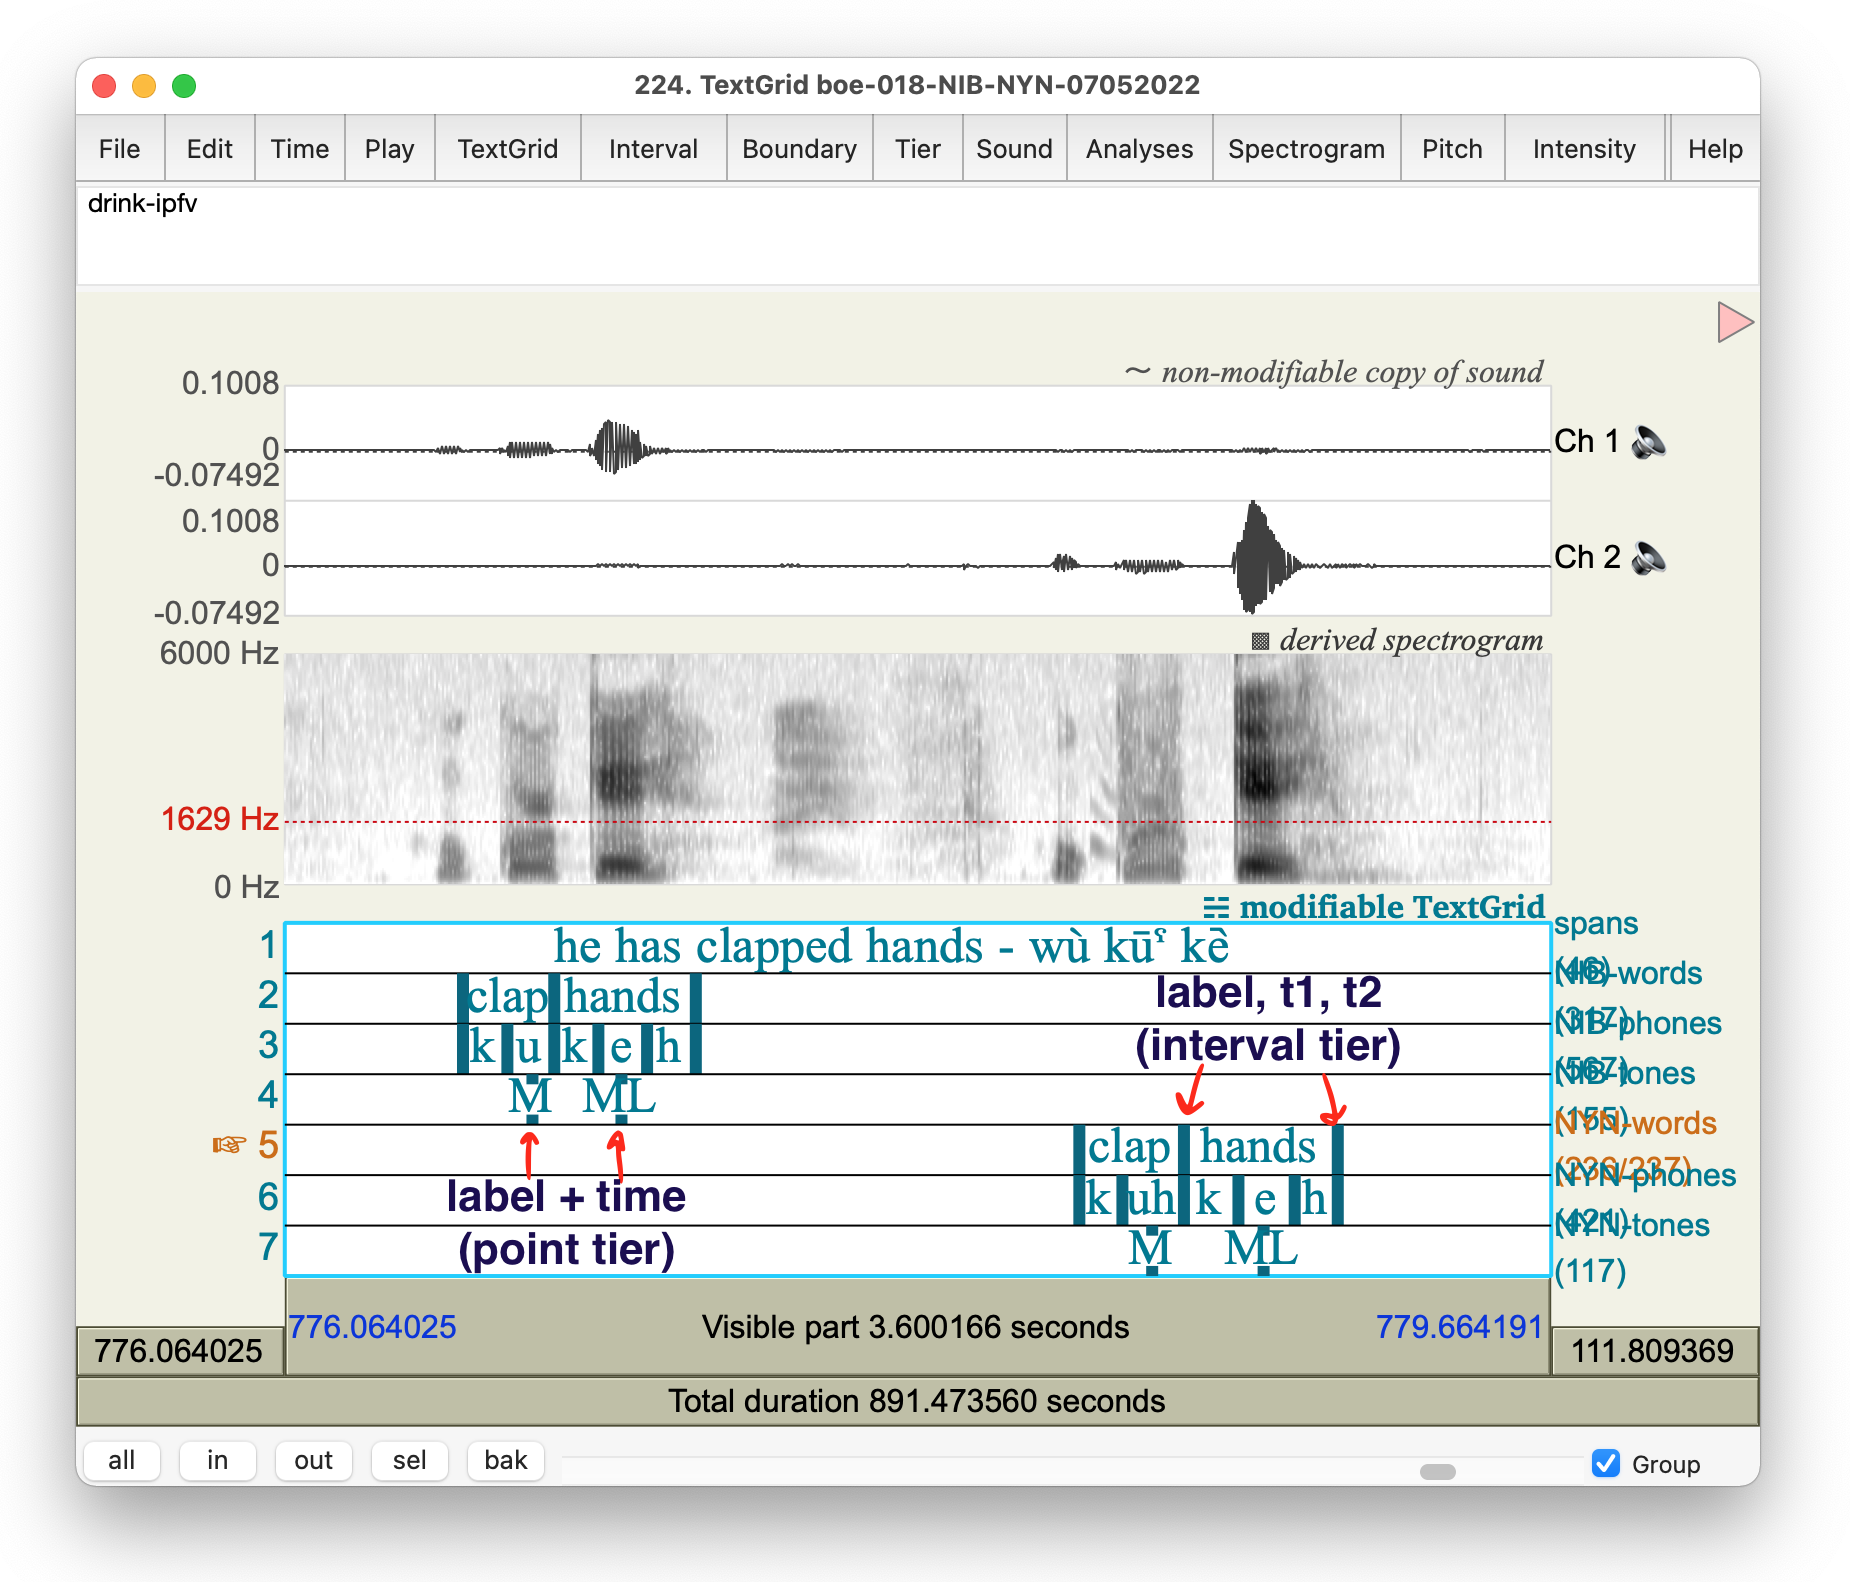 224. TextGrid boe-018-NIB-NYN-07052022
File Edit Time Play TextGrid Interval Boundary Tier Sound Analyses Spectrogram Pitch Intensity Help
drink-ipfv
~ non-modifiable copy of sound
0.1008
0
-0.07492
Ch 1
0.1008
0
-0.07492
Ch 2
derived spectrogram
6000 Hz
1629 Hz
0 Hz
modifiable TextGrid
1 he has clapped hands - wù kūˤ kȅ spans
(46)
2 clap hands NIB-words
label, t1, t2
(317)
3 k u k e h NIB-phones
(interval tier)
(567)
4 M ML NIB-tones
(155)
5 clap hands NYN-words
(236/237)
6 k uh k e h NYN-phones
label + time
(421)
7 M ML NYN-tones
(point tier)
(117)
776.064025 Visible part 3.600166 seconds 779.664191
776.064025 111.809369
Total duration 891.473560 seconds
all in out sel bak Group